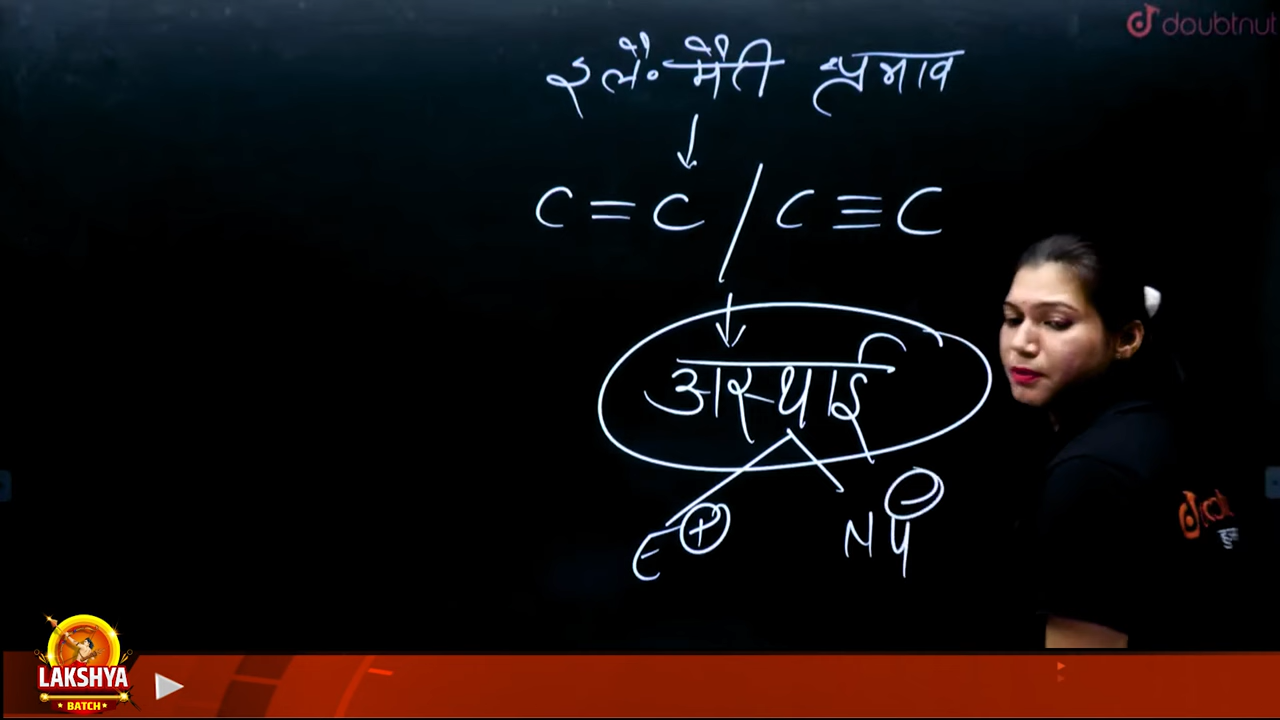 doubtnut
इलै॰ मैरी प्रभाव
C = C / C ≡ C
अस्थाई
E⊕ Nu⊖
LAKSHYA
BATCH